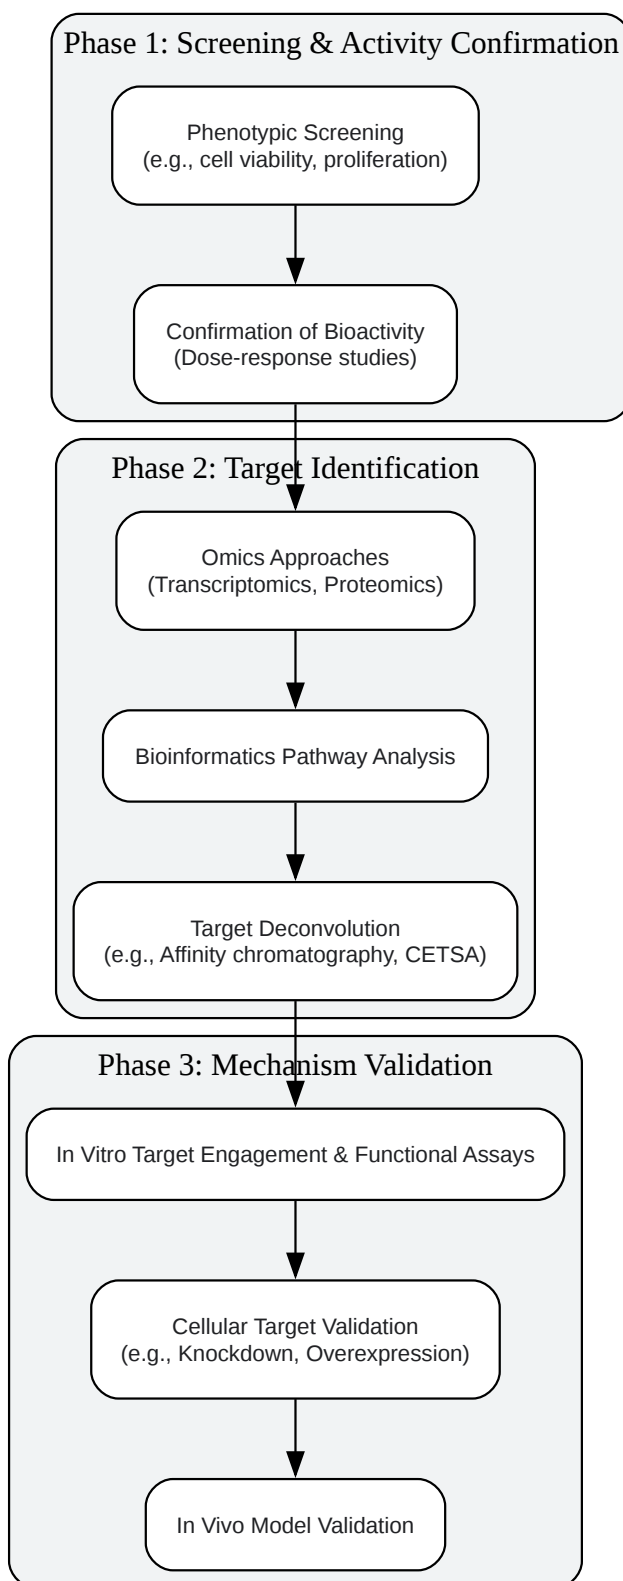 Phase 1: Screening & Activity Confirmation
Phenotypic Screening
(e.g., cell viability, proliferation)
Confirmation of Bioactivity
(Dose-response studies)
Phase 2: Target Identification
Omics Approaches
(Transcriptomics, Proteomics)
Bioinformatics Pathway Analysis
Target Deconvolution
(e.g., Affinity chromatography, CETSA)
Phase 3: Mechanism Validation
In Vitro Target Engagement & Functional Assays
Cellular Target Validation
(e.g., Knockdown, Overexpression)
In Vivo Model Validation